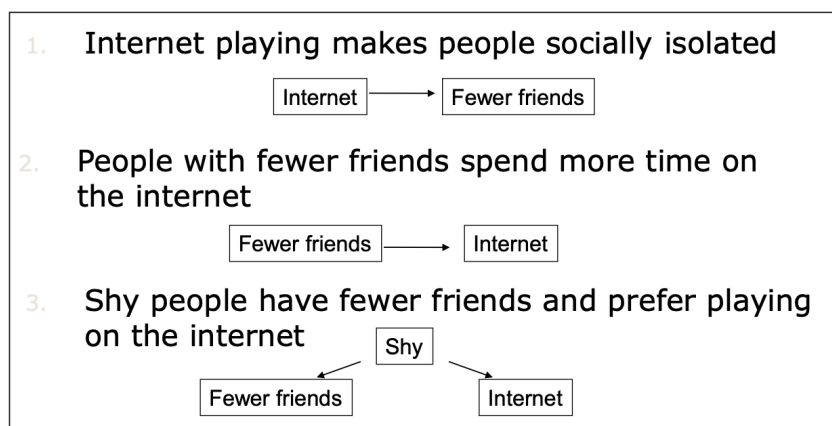 1. Internet playing makes people socially isolated
Internet Fewer friends
2. People with fewer friends spend more time on
the internet
Fewer friends Internet
3. Shy people have fewer friends and prefer playing
on the internet
Shy
Fewer friends Internet